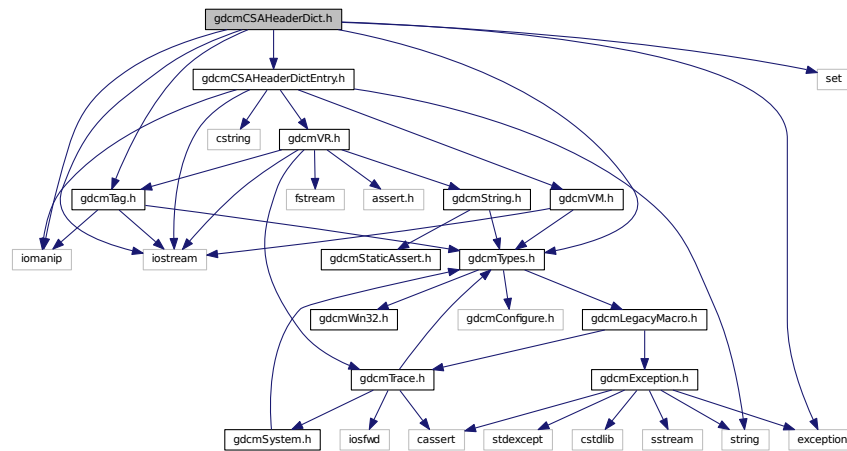 gdcmCSAHeaderDict.h
gdcmCSAHeaderDictEntry.h
set
cstring
gdcmVR.h
gdcmTag.h
fstream
assert.h
gdcmString.h
gdcmVM.h
iomanip
iostream
gdcmStaticAssert.h
gdcmTypes.h
gdcmWin32.h
gdcmConfigure.h
gdcmLegacyMacro.h
gdcmTrace.h
gdcmException.h
gdcmSystem.h
iosfwd
cassert
stdexcept
cstdlib
sstream
string
exception